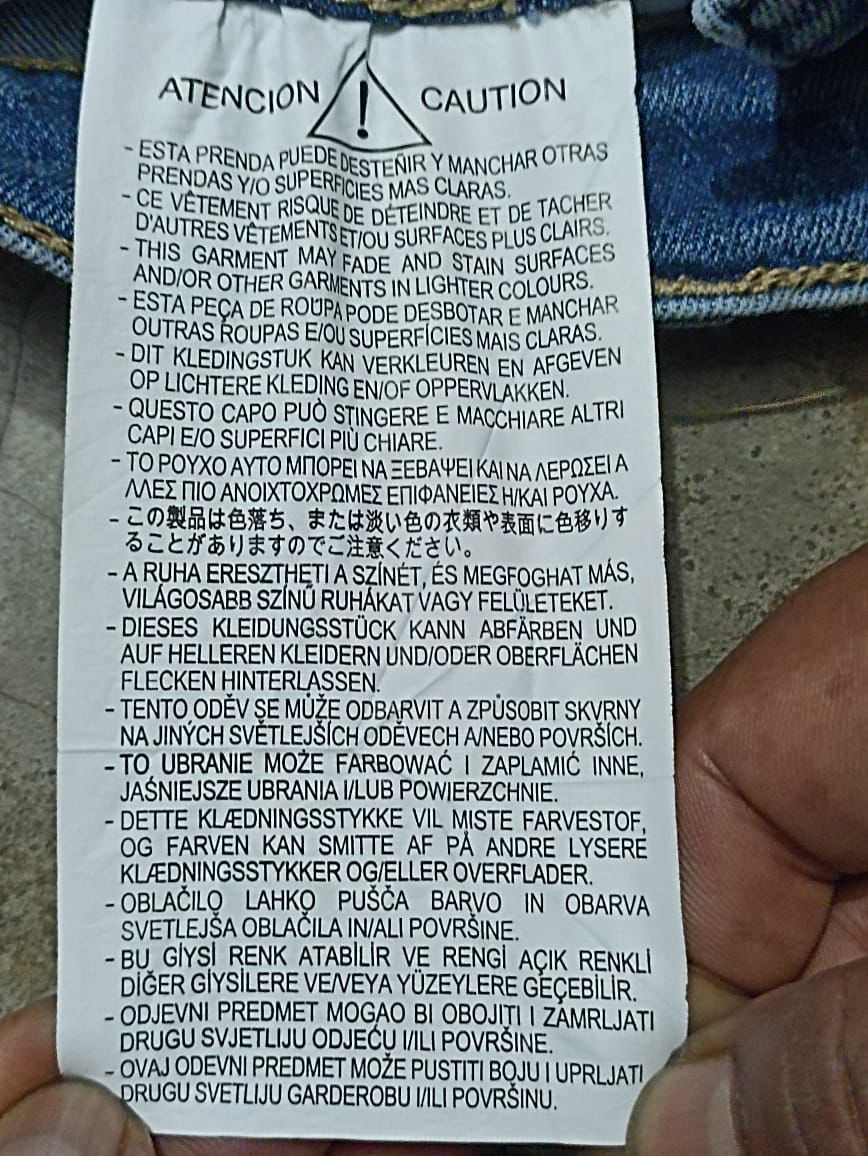 ATENCION ! CAUTION
- ESTA PRENDA PUEDE DESTEÑIR Y MANCHAR OTRAS
PRENDAS Y/O SUPERFICIES MAS CLARAS.
- CE VÊTEMENT RISQUE DE DÉTEINDRE ET DE TACHER
D'AUTRES VÊTEMENTS ET/OU SURFACES PLUS CLAIRS.
- THIS GARMENT MAY FADE AND STAIN SURFACES
AND/OR OTHER GARMENTS IN LIGHTER COLOURS.
- ESTA PEÇA DE ROUPA PODE DESBOTAR E MANCHAR
OUTRAS ROUPAS E/OU SUPERFÍCIES MAIS CLARAS.
- DIT KLEDINGSTUK KAN VERKLEUREN EN AFGEVEN
OP LICHTERE KLEDING EN/OF OPPERVLAKKEN.
- QUESTO CAPO PUÒ STINGERE E MACCHIARE ALTRI
CAPI E/O SUPERFICI PIÙ CHIARE.
- ΤΟ ΡΟΥΧΟ ΑΥΤΟ ΜΠΟΡΕΙ ΝΑ ΞΕΒΑΨΕΙ ΚΑΙ ΝΑ ΛΕΡΩΣΕΙ Α
ΛΛΕΣ ΠΙΟ ΑΝΟΙΧΤΟΧΡΩΜΕΣ ΕΠΙΦΑΝΕΙΕΣ Η/ΚΑΙ ΡΟΥΧΑ.
- この製品は色落ち、または淡い色の衣類や表面に色移りす
ることがありますのでご注意ください。
- A RUHA ERESZTHETI A SZÍNÉT, ÉS MEGFOGHAT MÁS,
VILÁGOSABB SZÍNŰ RUHÁKAT VAGY FELÜLETEKET.
- DIESES KLEIDUNGSSTÜCK KANN ABFÄRBEN UND
AUF HELLEREN KLEIDERN UND/ODER OBERFLÄCHEN
FLECKEN HINTERLASSEN.
- TENTO ODĚV SE MŮŽE ODBARVIT A ZPŮSOBIT SKVRNY
NA JINÝCH SVĚTLEJŠÍCH ODĚVECH A/NEBO POVRŠÍCH.
- TO UBRANIE MOŻE FARBOWAĆ I ZAPLAMIĆ INNE,
JAŚNIEJSZE UBRANIA I/LUB POWIERZCHNIE.
- DETTE KLÆDNINGSSTYKKE VIL MISTE FARVESTOF,
OG FARVEN KAN SMITTE AF PÅ ANDRE LYSERE
KLÆDNINGSSTYKKER OG/ELLER OVERFLADER.
- OBLAČILO LAHKO PUŠČA BARVO IN OBARVA
SVETLEJŠA OBLAČILA IN/ALI POVRŠINE.
- BU GİYSİ RENK ATABİLİR VE RENGİ AÇIK RENKLİ
DİĞER GİYSİLERE VE/VEYA YÜZEYLERE GEÇEBİLİR.
- ODJEVNI PREDMET MOGAO BI OBOJITI I ZAMRLJATI
DRUGU SVJETLIJU ODJEĆU I/ILI POVRŠINE.
- OVAJ ODEVNI PREDMET MOŽE PUSTITI BOJU I UPRLJATI
DRUGU SVETLIJU GARDEROBU I/ILI POVRŠINU.